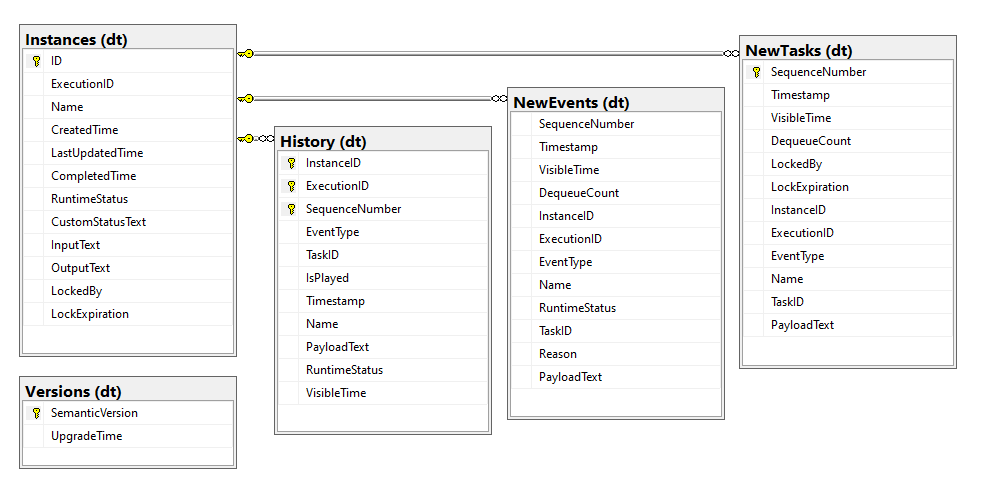 Instances (dt)
ID
ExecutionID
Name
CreatedTime
LastUpdatedTime
CompletedTime
RuntimeStatus
CustomStatusText
InputText
OutputText
LockedBy
LockExpiration
Versions (dt)
SemanticVersion
UpgradeTime
History (dt)
InstanceID
ExecutionID
SequenceNumber
EventType
TaskID
IsPlayed
Timestamp
Name
PayloadText
RuntimeStatus
VisibleTime
NewEvents (dt)
SequenceNumber
Timestamp
VisibleTime
DequeueCount
InstanceID
ExecutionID
EventType
Name
RuntimeStatus
TaskID
Reason
PayloadText
NewTasks (dt)
SequenceNumber
Timestamp
VisibleTime
DequeueCount
LockedBy
LockExpiration
InstanceID
ExecutionID
EventType
Name
TaskID
PayloadText